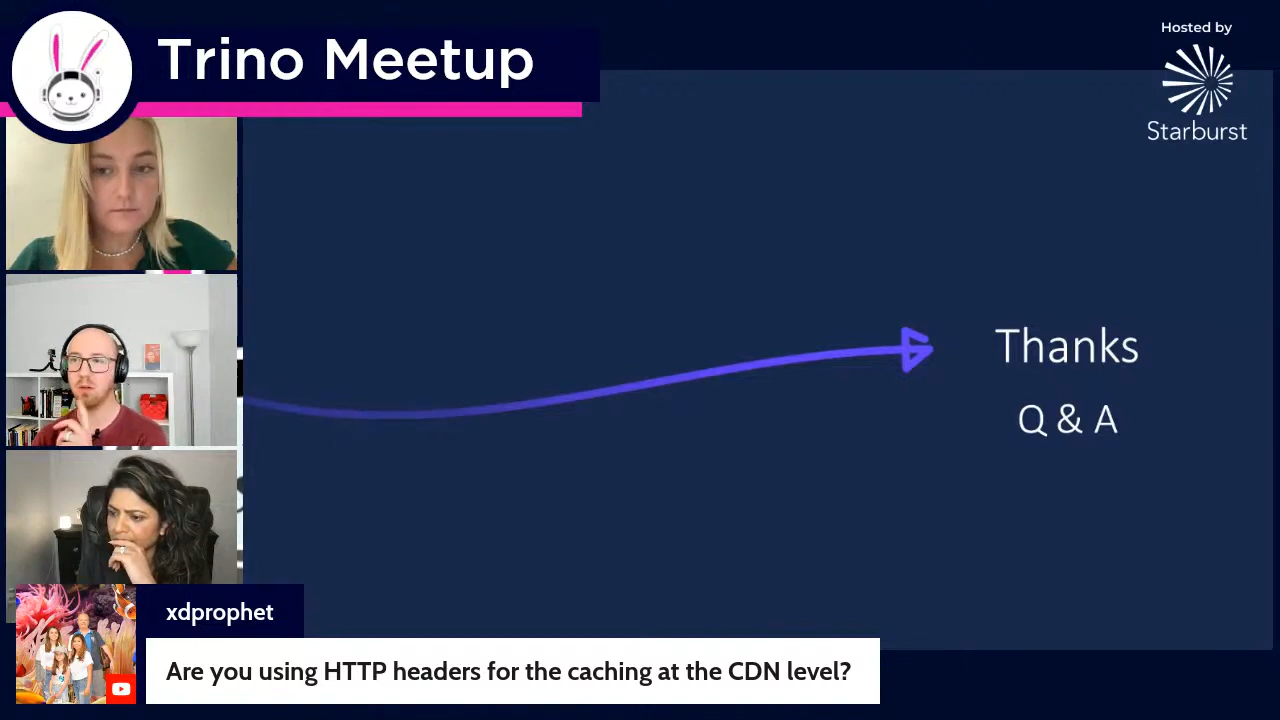 Trino Meetup
Hosted by
Starburst
Thanks
Q & A
xdprophet
Are you using HTTP headers for the caching at the CDN level?